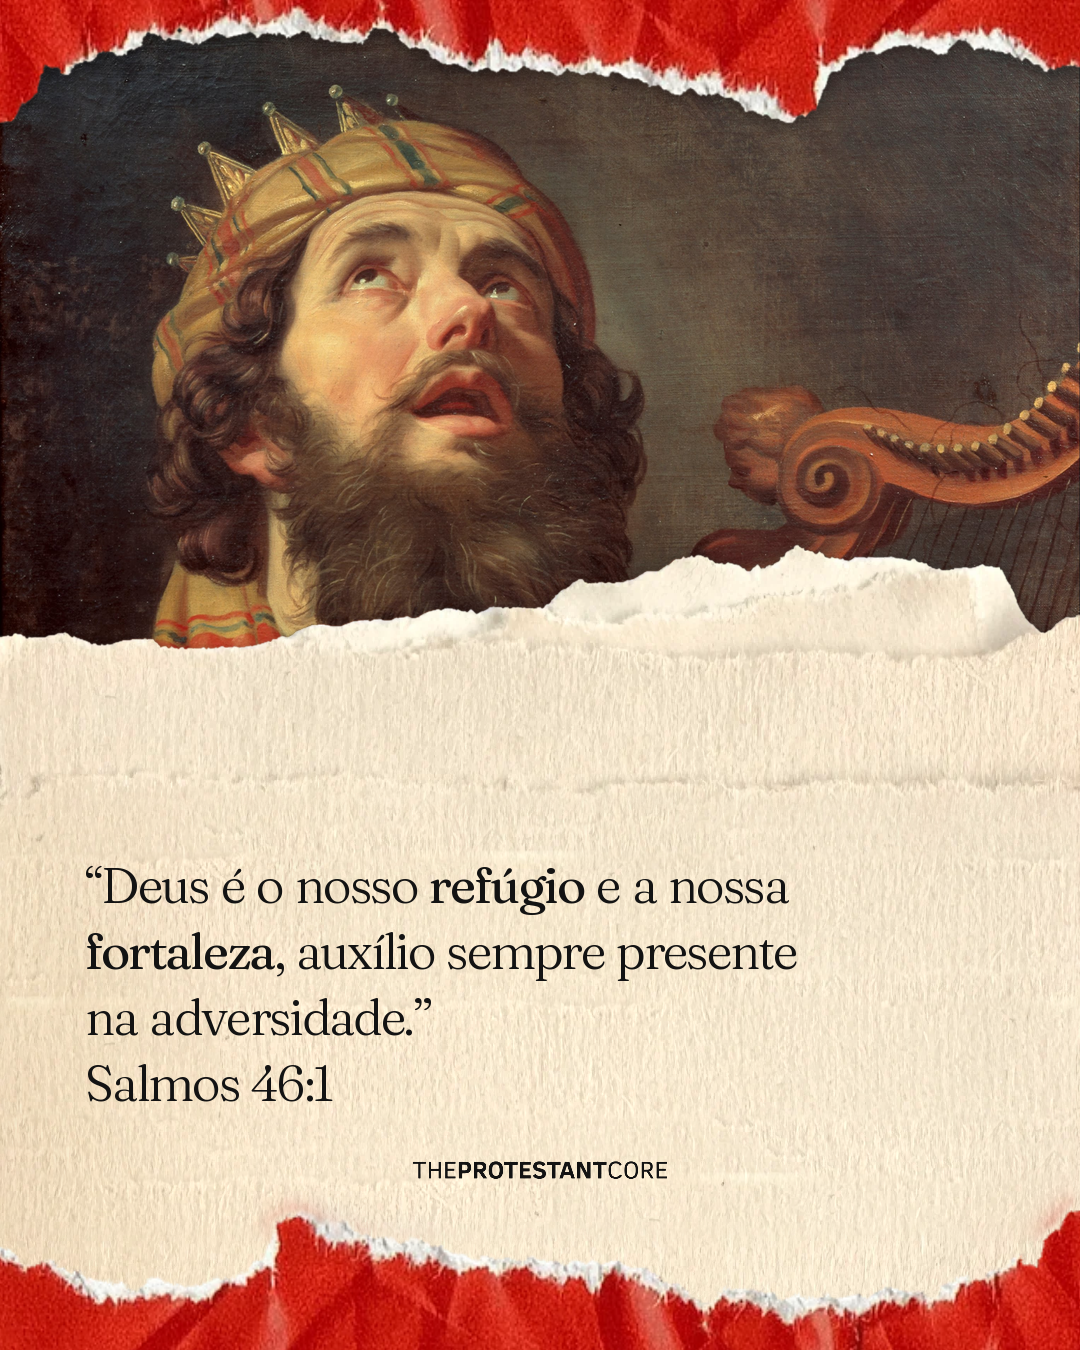 “Deus é o nosso refúgio e a nossa
fortaleza, auxílio sempre presente
na adversidade.”
Salmos 46:1
THEPROTESTANTCORE